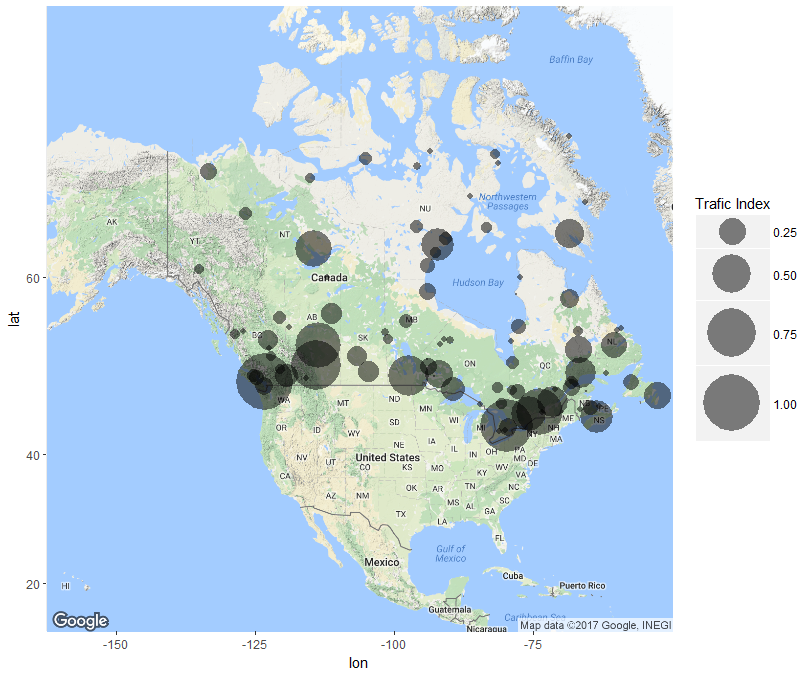 Baffin Bay
Northwestern
Passages
NU
AK
YT
NT
Canada
Hudson Bay
Trafic Index
0.25
0.50
0.75
1.00
60
40
20
lat
AB
MB
SK
BC
ON
QC
NL
NB
PE
NS
WA
MT
ND
MN
OR
ID
SD
WI
MI
NY
NH
MA
WY
NE
IA
IL
IN
OH
PA
MD
DE
NV
UT
CO
United States
KS
MO
KY
WV
VA
CA
AZ
NM
OK
AR
TN
NC
SC
TX
LA
MS
AL
GA
FL
Gulf of
Mexico
Mexico
Cuba
Puerto Rico
HI
Guatemala
Caribbean Sea
Nicaragua
Google
Map data ©2017 Google, INEGI
-150
-125
-100
-75
lon